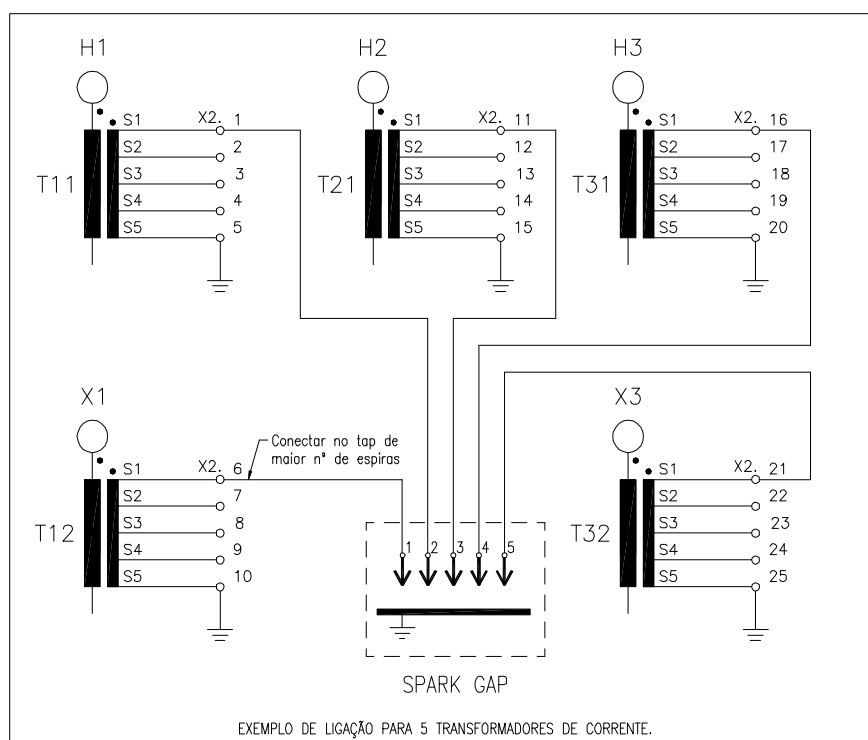 H1
H2
H3
S1 X2. 1
S2 2
S3 3
S4 4
S5 5
T11
S1 X2. 11
S2 12
S3 13
S4 14
S5 15
T21
S1 X2. 16
S2 17
S3 18
S4 19
S5 20
T31
X1
X3
Conectar no tap de
maior nº de espiras
S1 X2. 6
S2 7
S3 8
S4 9
S5 10
T12
1 2 3 4 5
S1 X2. 21
S2 22
S3 23
S4 24
S5 25
T32
SPARK GAP
EXEMPLO DE LIGAÇÃO PARA 5 TRANSFORMADORES DE CORRENTE.